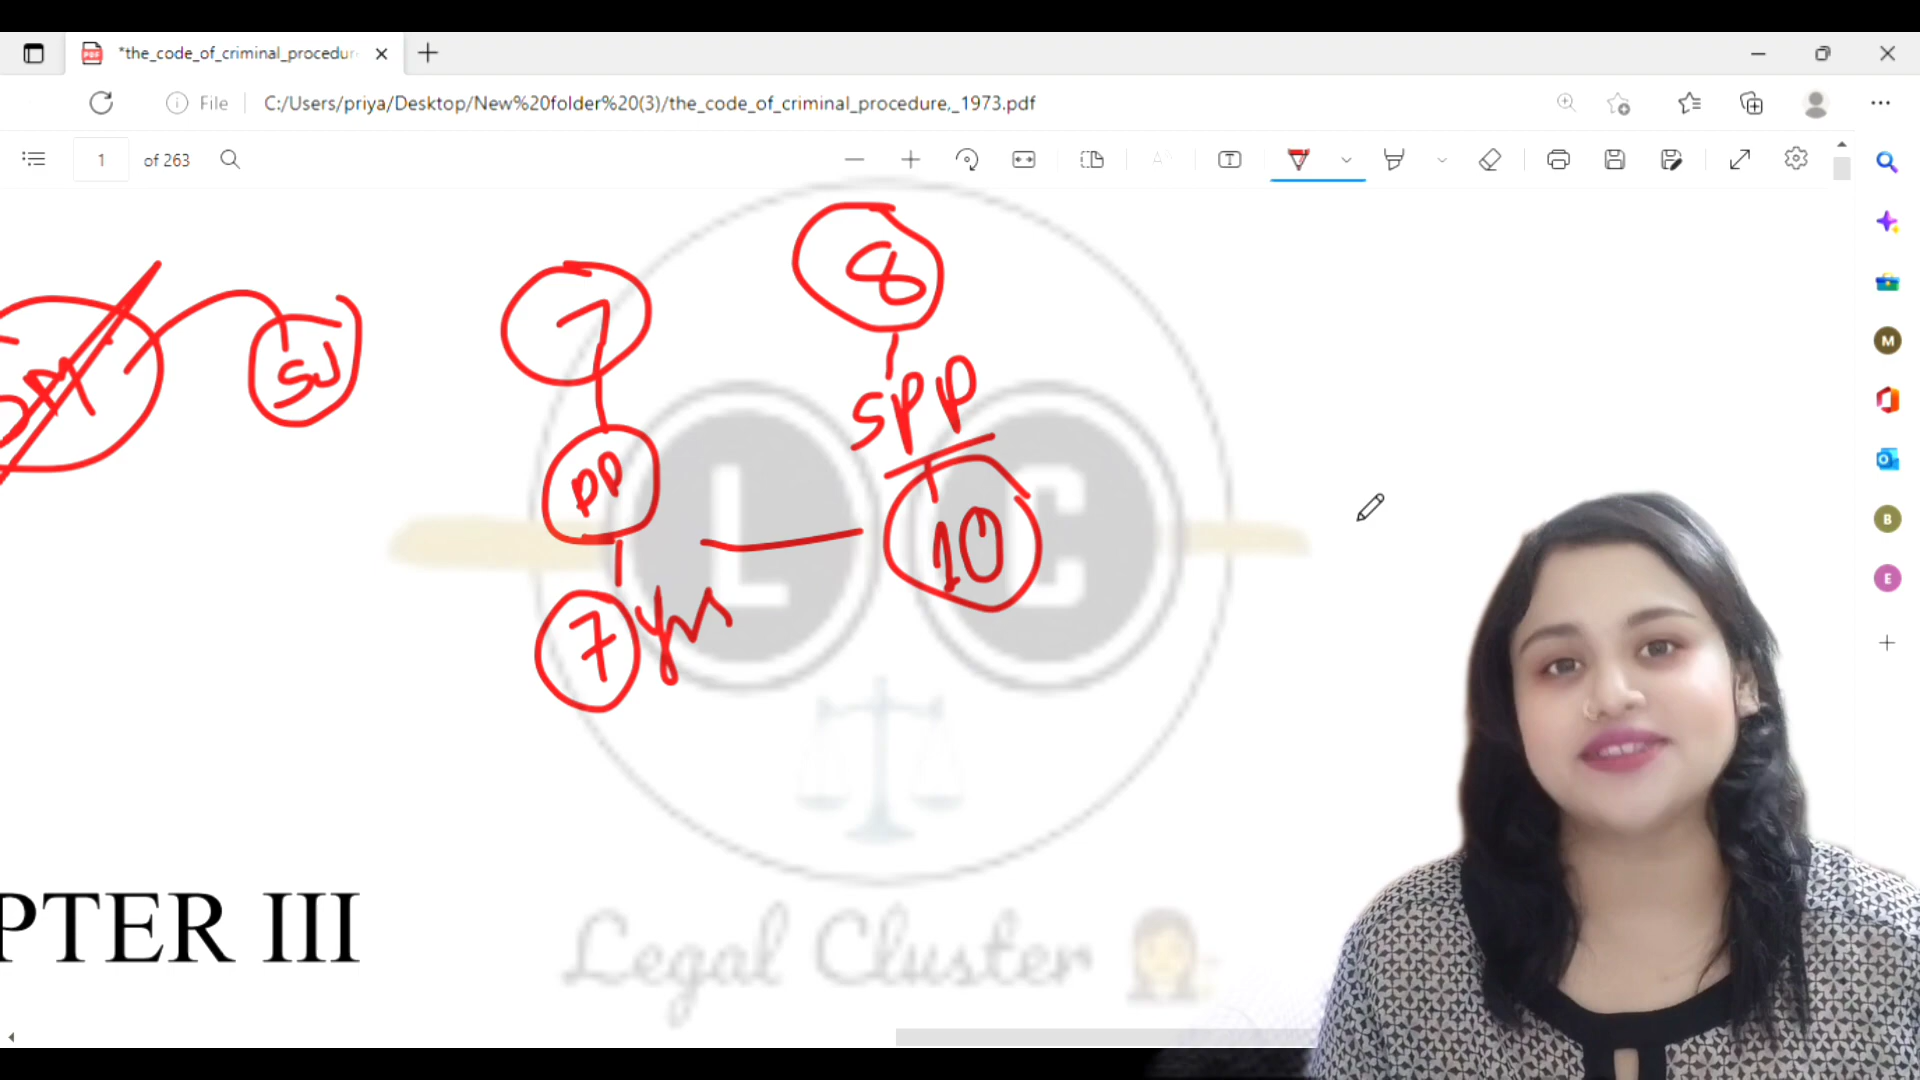 *the_code_of_criminal_procedur
File
C:/Users/priya/Desktop/New%20folder%20(3)/the_code_of_criminal_procedure,_1973.pdf
1 of 263
8
7
SJ
SPP
PP
10
7 yrs
L C
PTER III
Legal Cluster
M
B
E